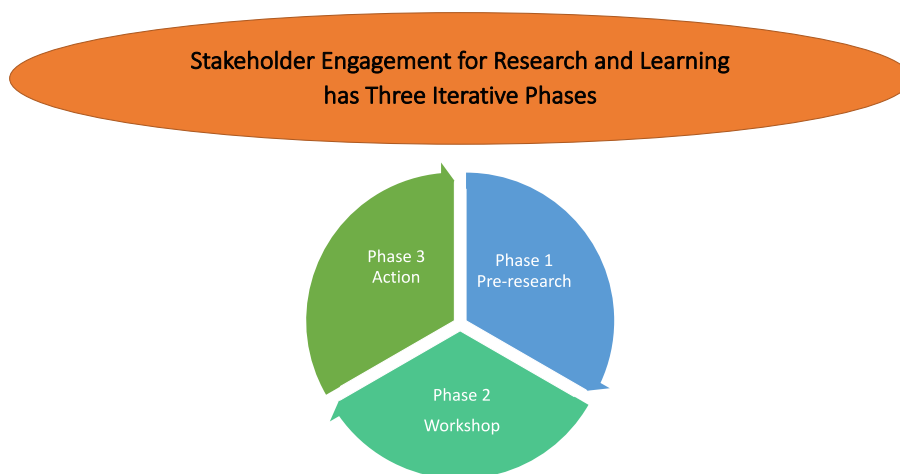 Stakeholder Engagement for Research and Learning
has Three Iterative Phases
Phase 3
Action
Phase 1
Pre-research
Phase 2
Workshop